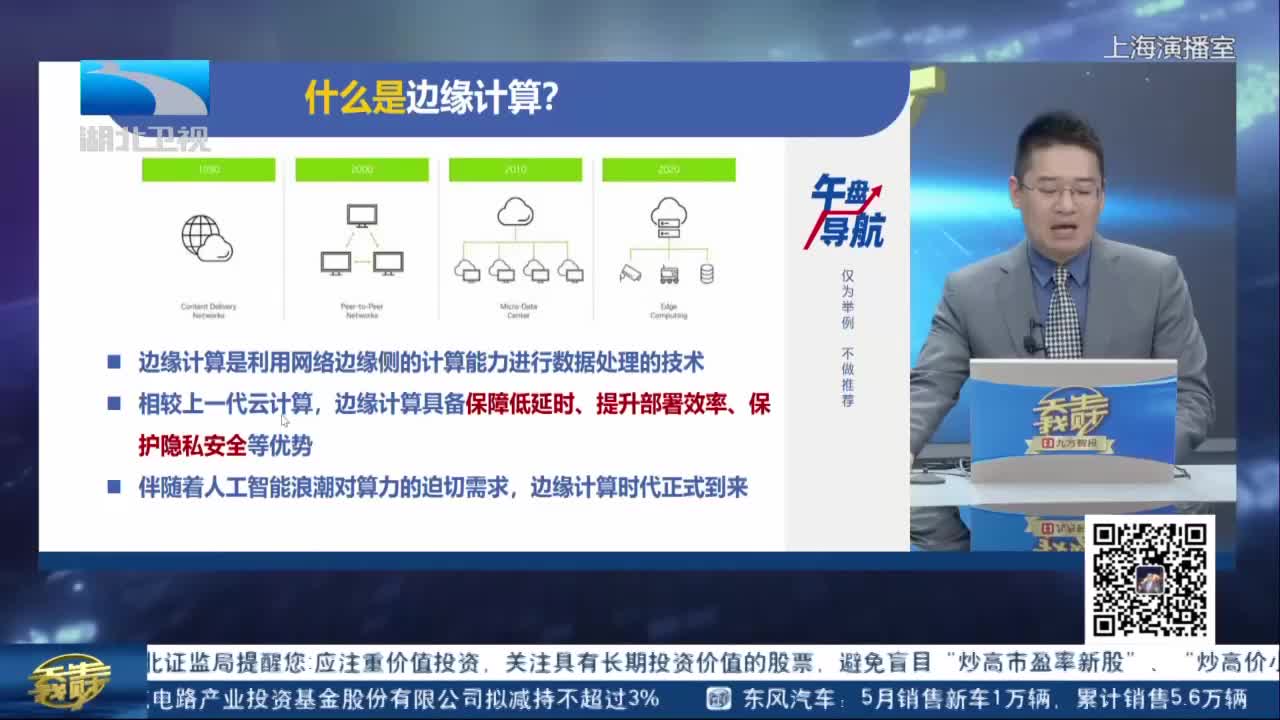 上海演播室
湖北卫视
什么是边缘计算?
1990
2000
2010
2020
Content Delivery
Networks
Peer-to-Peer
Networks
Micro Data
Center
Edge
Computing
午盘
导航
仅为举例 不做推荐
边缘计算是利用网络边缘侧的计算能力进行数据处理的技术
相较上一代云计算，边缘计算具备保障低延时、提升部署效率、保
护隐私安全等优势
伴随着人工智能浪潮对算力的迫切需求，边缘计算时代正式到来
天生我财
九方智投
北证监局提醒您:应注重价值投资，关注具有长期投资价值的股票，避免盲目“炒高市盈率新股”、“炒高价小
天生我财
电路产业投资基金股份有限公司拟减持不超过3%
东风汽车：5月销售新车1万辆，累计销售5.6万辆